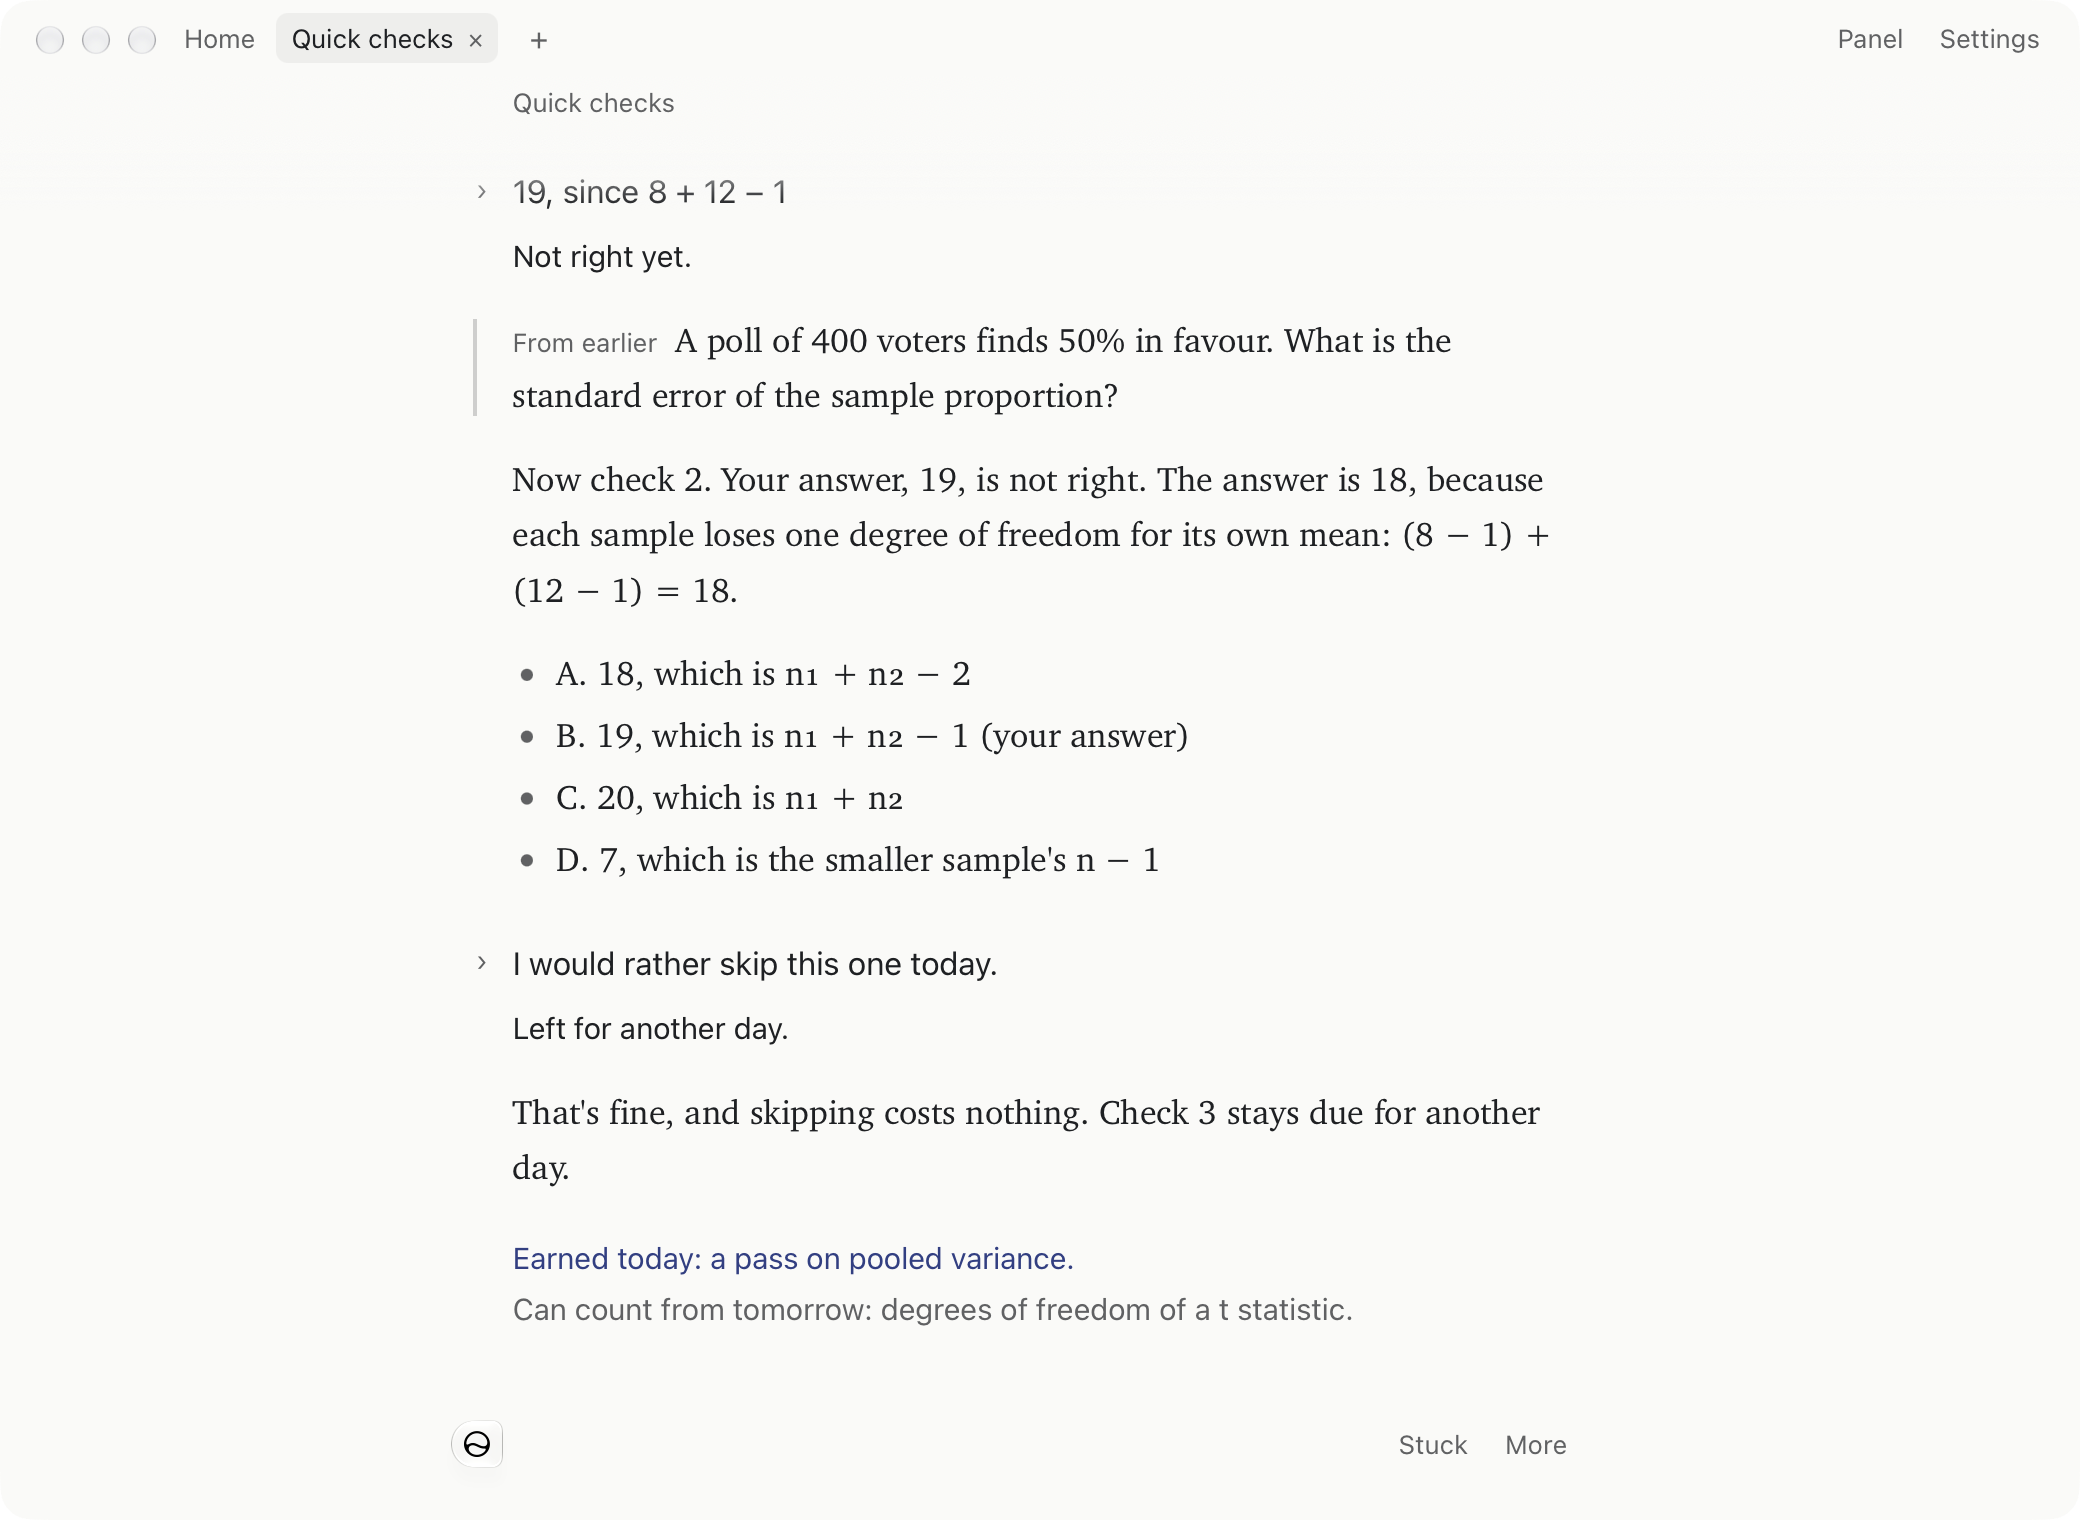 Home
Quick checks ×
+
Panel
Settings
Quick checks
› 19, since 8 + 12 – 1
Not right yet.
From earlier A poll of 400 voters finds 50% in favour. What is the
standard error of the sample proportion?
Now check 2. Your answer, 19, is not right. The answer is 18, because
each sample loses one degree of freedom for its own mean: (8 − 1) +
(12 − 1) = 18.
• A. 18, which is n₁ + n₂ − 2
• B. 19, which is n₁ + n₂ − 1 (your answer)
• C. 20, which is n₁ + n₂
• D. 7, which is the smaller sample's n − 1
› I would rather skip this one today.
Left for another day.
That's fine, and skipping costs nothing. Check 3 stays due for another
day.
Earned today: a pass on pooled variance.
Can count from tomorrow: degrees of freedom of a t statistic.
Stuck
More